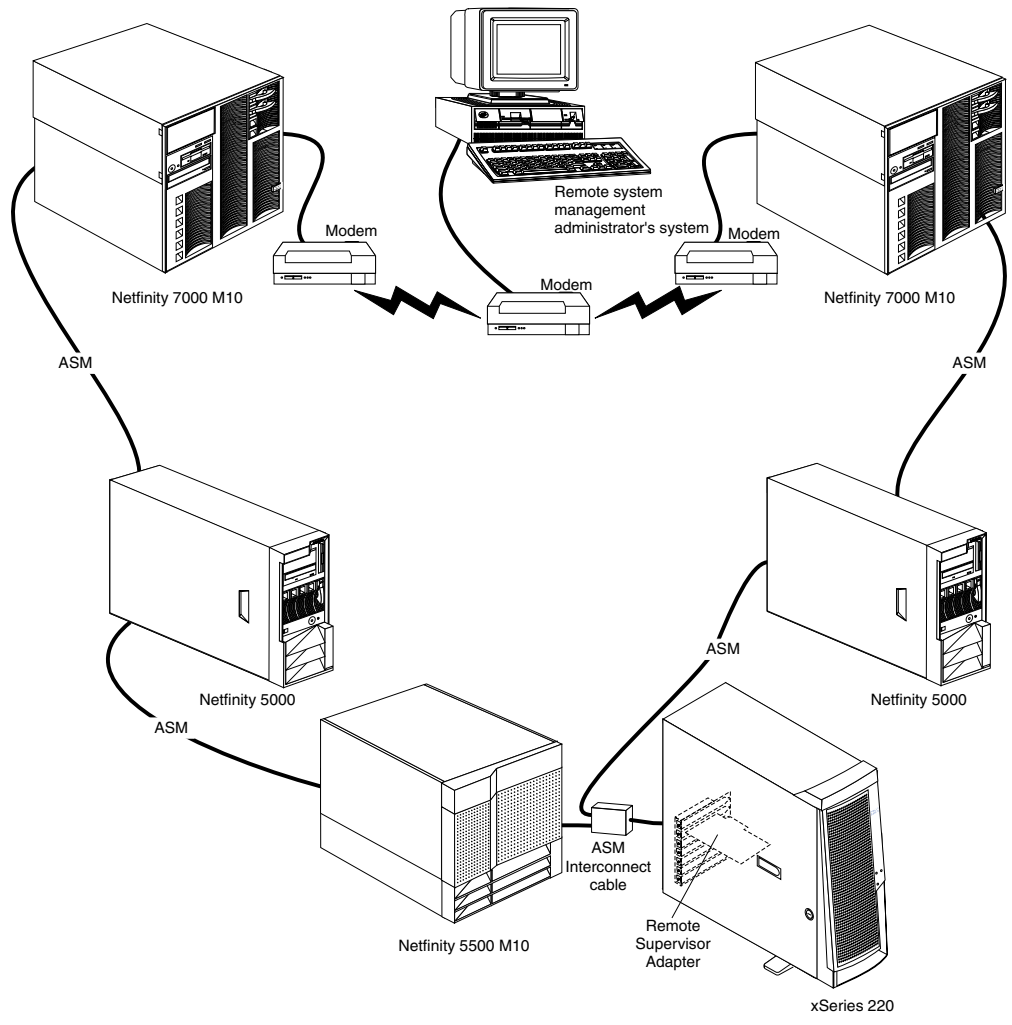 Remote system
management
administrator's system
Modem
Modem
Modem
Netfinity 7000 M10
Netfinity 7000 M10
ASM
ASM
ASM
Netfinity 5000
Netfinity 5000
ASM
ASM
Interconnect
cable
Remote
Supervisor
Adapter
Netfinity 5500 M10
xSeries 220